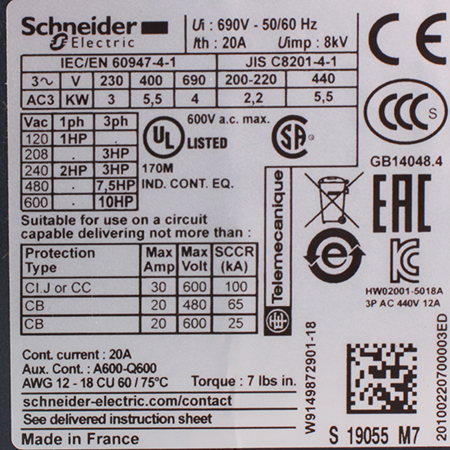 Schneider Electric
Ui : 690V - 50/60 Hz
Ith : 20A Uimp : 8kV
IEC/EN 60947-4-1 JIS C8201-4-1
3~ V 230 400 690 200-220 440
AC3 KW 3 5,5 4 2,2 5,5
CE
CCC S
GB14048.4
Vac 1ph 3ph
120 1HP .
208 . 3HP
240 2HP 3HP
480 . 7,5HP
600 . 10HP
600V a.c. max.
UL LISTED
SA
170M
IND. CONT. EQ.
Telemecanique
EAC
e
HW02001-5018A
3P AC 440V 12A
Suitable for use on a circuit
capable delivering not more than :
Protection Type Max Amp Max Volt SCCR (kA)
Cl.J or CC 30 600 100
CB 20 480 65
CB 20 600 25
Cont. current : 20A
Aux. Cont. : A600-Q600
AWG 12 - 18 CU 60 / 75°C Torque : 7 lbs in.
schneider-electric.com/contact
See delivered instruction sheet
Made in France
W9149872901-18
S 19055 M7
20100220700003ED